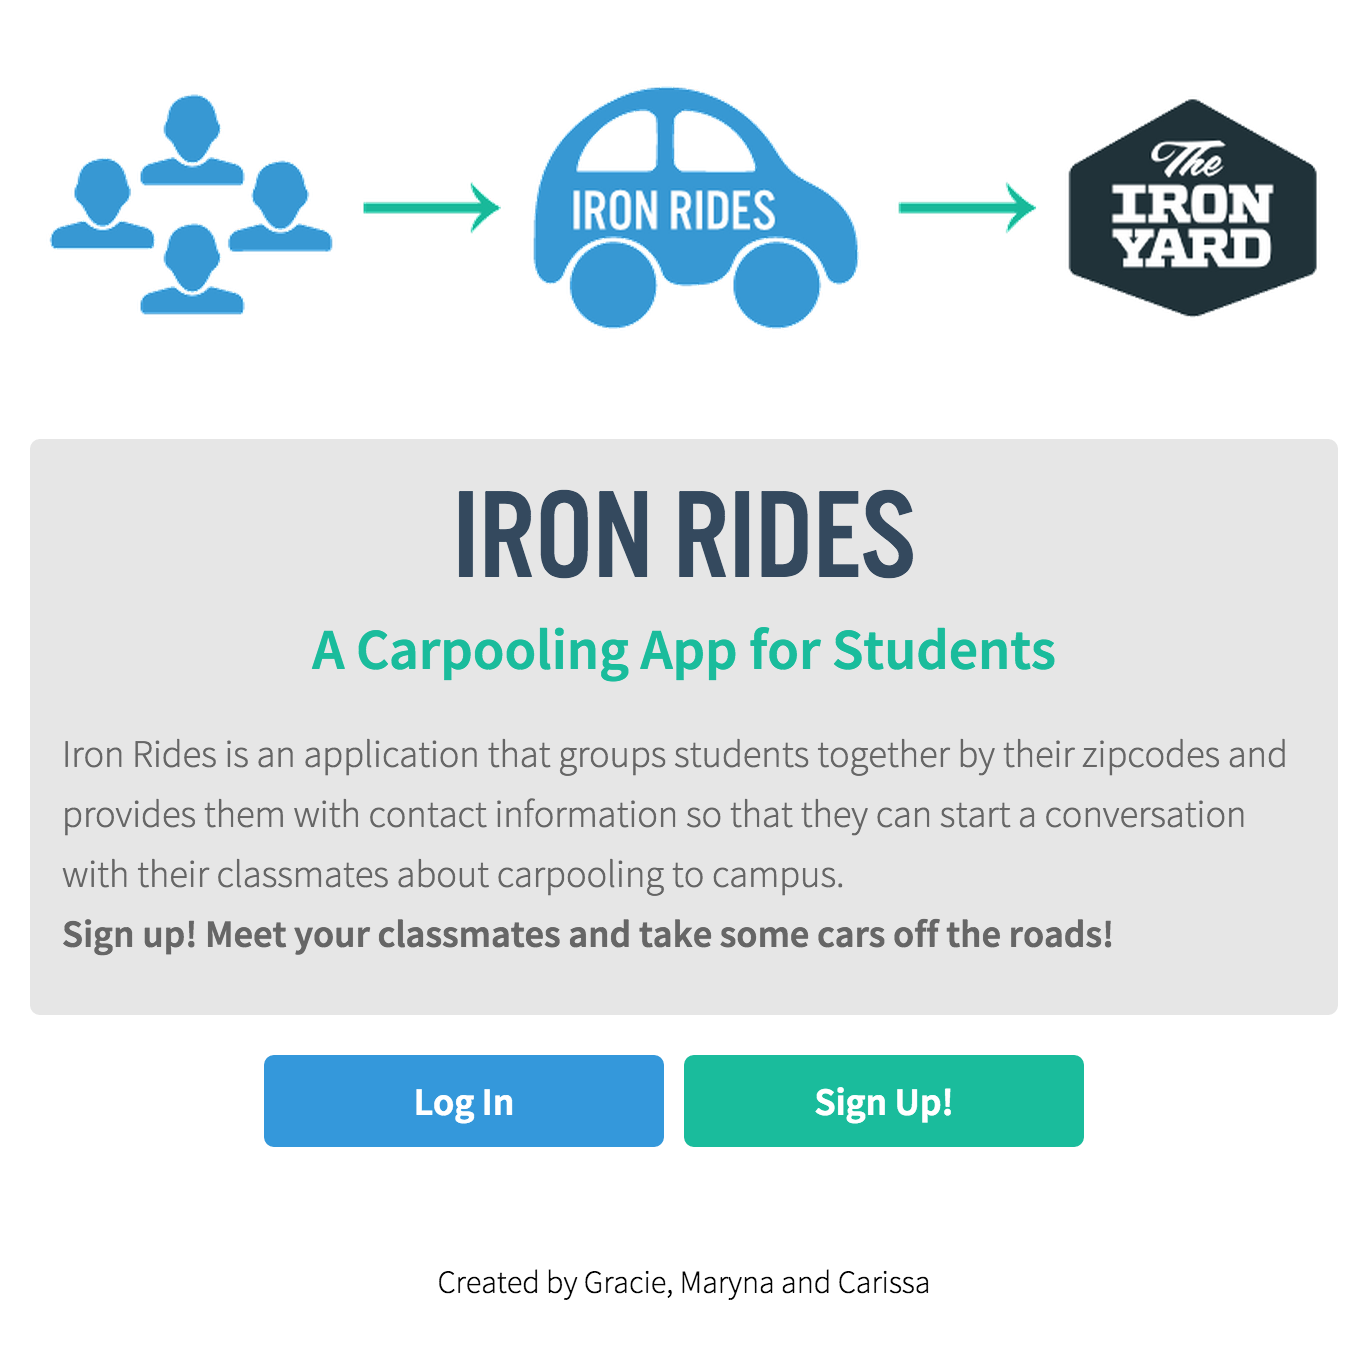 IRON RIDES
The
IRON
YARD
IRON RIDES
A Carpooling App for Students
Iron Rides is an application that groups students together by their zipcodes and
provides them with contact information so that they can start a conversation
with their classmates about carpooling to campus.
Sign up! Meet your classmates and take some cars off the roads!
Log In
Sign Up!
Created by Gracie, Maryna and Carissa